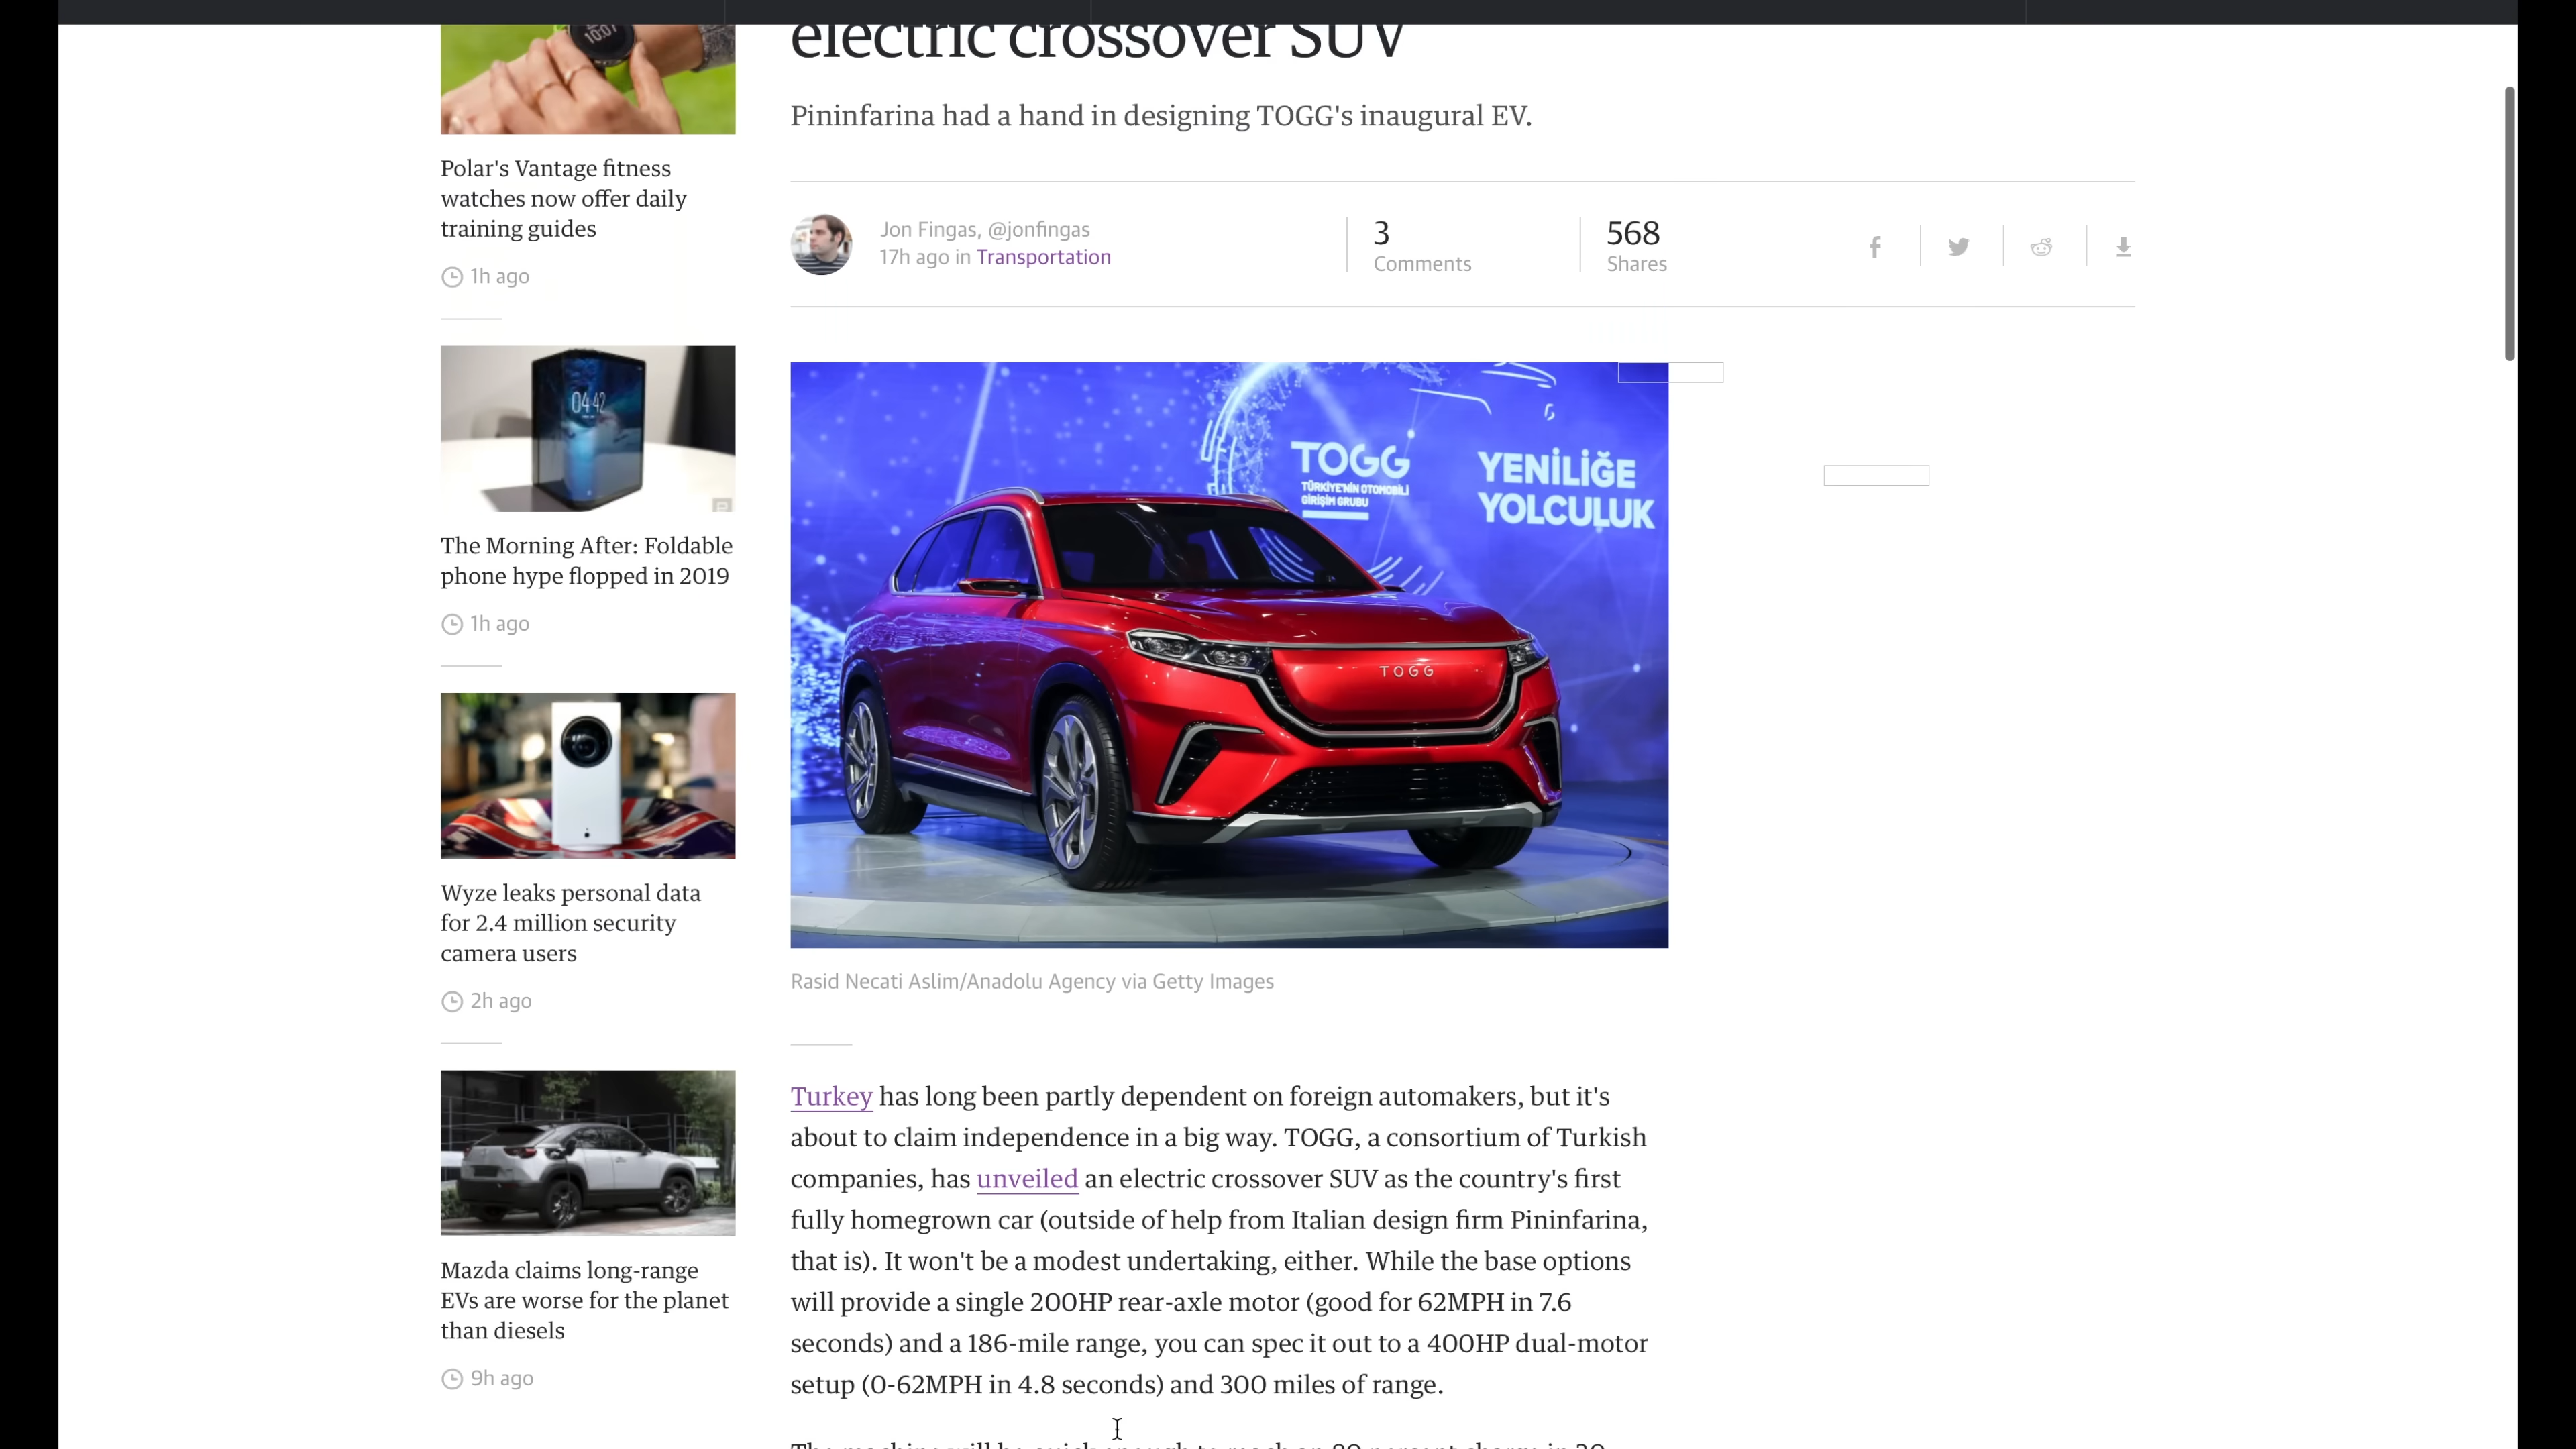 electric crossover SUV
Pininfarina had a hand in designing TOGG's inaugural EV.
Jon Fingas, @jonfingas
17h ago in Transportation
3
Comments
568
Shares
10:07
Polar's Vantage fitness
watches now offer daily
training guides
1h ago
04 42
The Morning After: Foldable
phone hype flopped in 2019
1h ago
Wyze leaks personal data
for 2.4 million security
camera users
2h ago
Mazda claims long-range
EVs are worse for the planet
than diesels
9h ago
TOGG
TÜRKİYE'NİN OTOMOBİLİ
GİRİŞİM GRUBU
YENİLİĞE
YOLCULUK
TOGG
Rasid Necati Aslim/Anadolu Agency via Getty Images
Turkey has long been partly dependent on foreign automakers, but it's
about to claim independence in a big way. TOGG, a consortium of Turkish
companies, has unveiled an electric crossover SUV as the country's first
fully homegrown car (outside of help from Italian design firm Pininfarina,
that is). It won't be a modest undertaking, either. While the base options
will provide a single 200HP rear-axle motor (good for 62MPH in 7.6
seconds) and a 186-mile range, you can spec it out to a 400HP dual-motor
setup (0-62MPH in 4.8 seconds) and 300 miles of range.